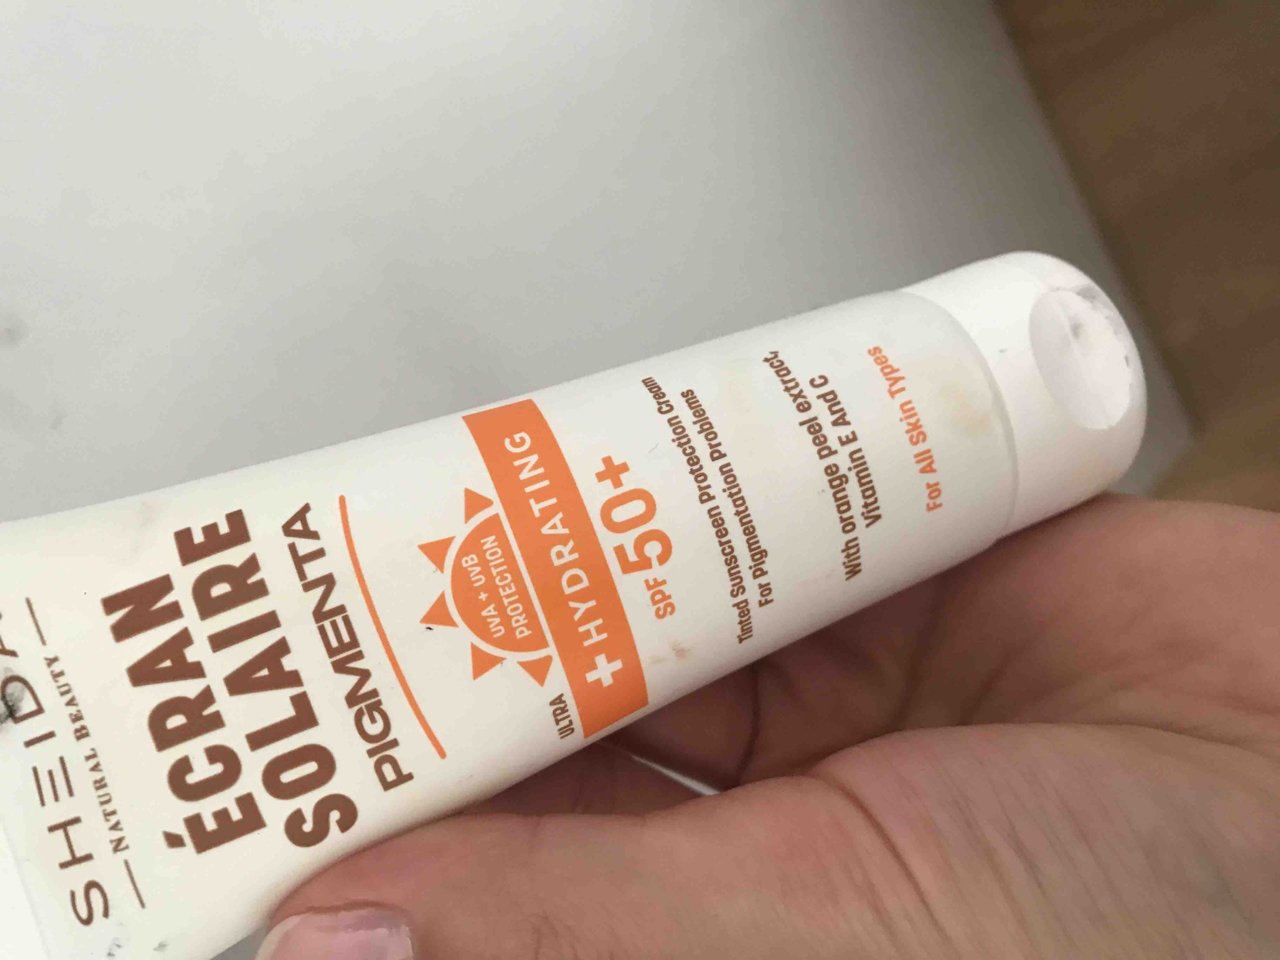 — NATURAL BEAUTY —
ÉCRAN
SOLAIRE
PIGMENTA
UVA + UVB
PROTECTION
ULTRA
+HYDRATING
SPF 50+
Tinted Sunscreen Protection Cream
For Pigmentation Problems
With orange peel extract,
Vitamin E And C
For All Skin Types